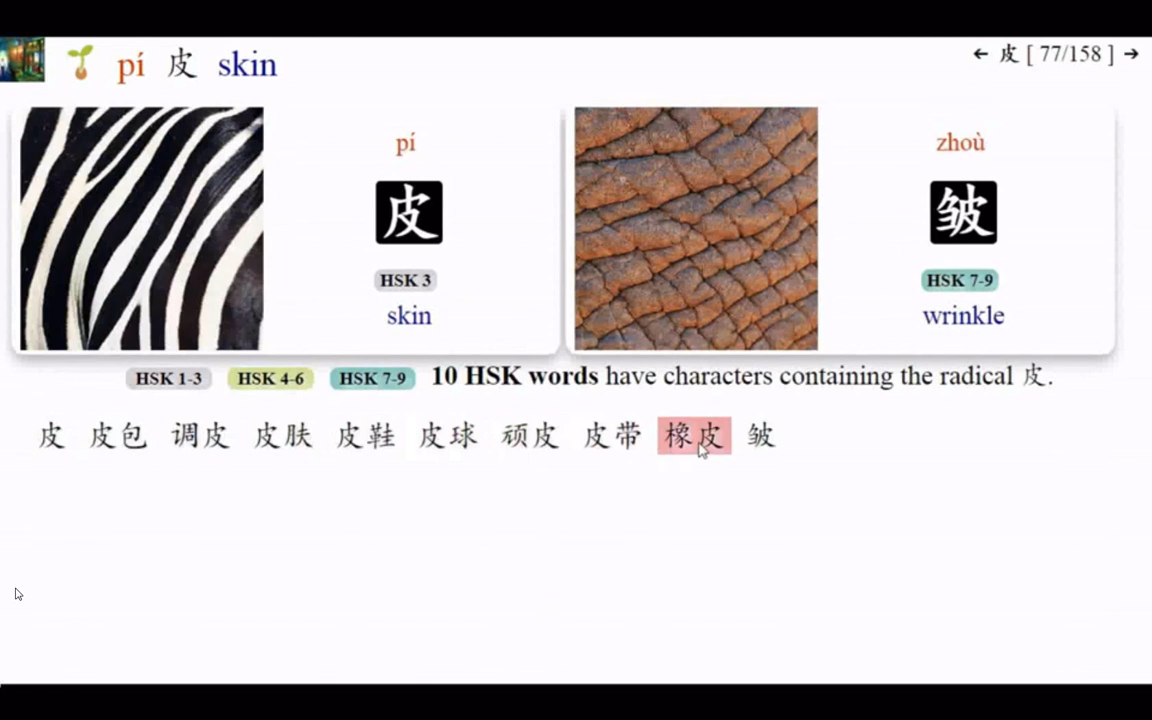 pí 皮 skin
← 皮 [ 77/158 ] →
pí
皮
HSK 3
skin
zhoù
皱
HSK 7-9
wrinkle
HSK 1-3 HSK 4-6 HSK 7-9 10 HSK words have characters containing the radical 皮.
皮 皮包 调皮 皮肤 皮鞋 皮球 顽皮 皮带 橡皮 皱